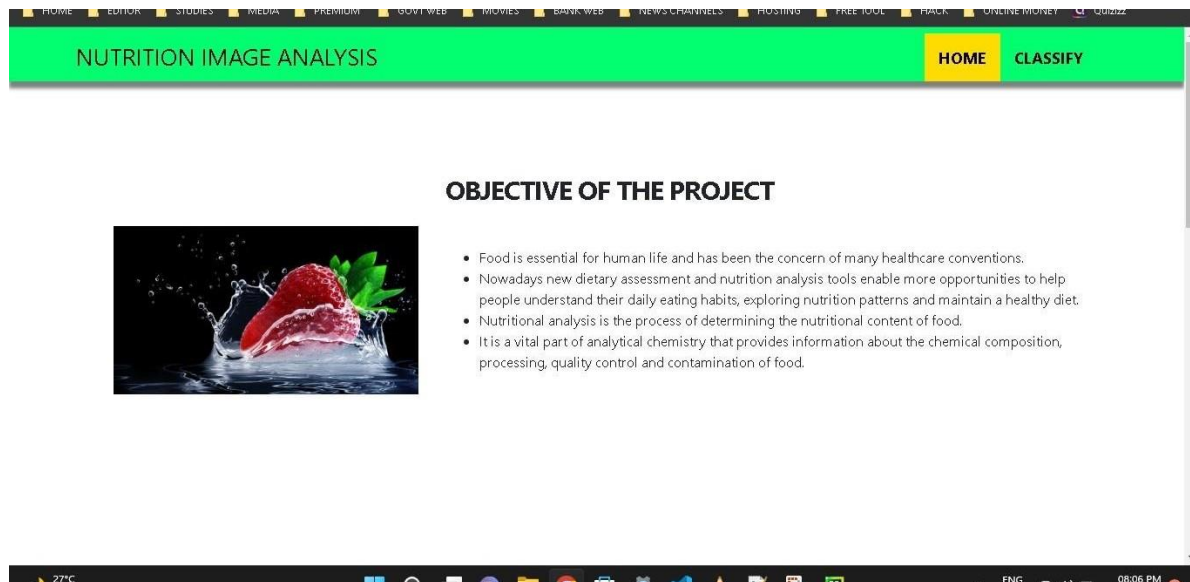 HOME EDITOR STUDIES MEDIA PREMIUM GOVT WEB MOVIES BANK WEB NEWS CHANNELS HOSTING FREE TOOL HACK ONLINE MONEY Quizizz
NUTRITION IMAGE ANALYSIS HOME CLASSIFY
OBJECTIVE OF THE PROJECT
• Food is essential for human life and has been the concern of many healthcare conventions.
• Nowadays new dietary assessment and nutrition analysis tools enable more opportunities to help
people understand their daily eating habits, exploring nutrition patterns and maintain a healthy diet.
• Nutritional analysis is the process of determining the nutritional content of food.
• It is a vital part of analytical chemistry that provides information about the chemical composition,
processing, quality control and contamination of food.
27°C ENG 08:06 PM